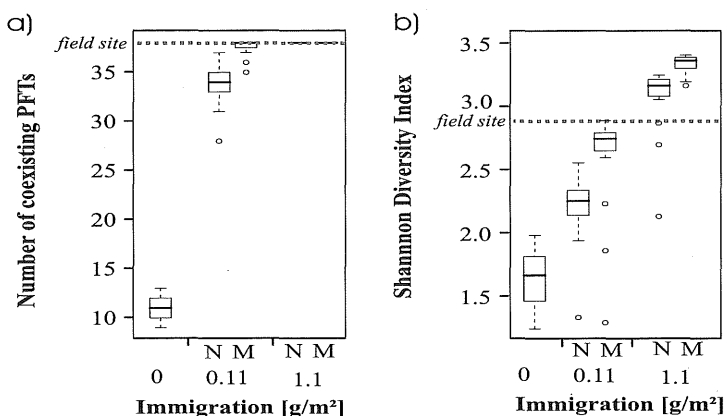 a)
field site
Number of coexisting PFTs
35
30
25
20
15
10
N M N M
0 0.11 1.1
Immigration [g/m²]
b)
field site
Shannnon Diversity Index
3.5
3.0
2.5
2.0
1.5
N M N M
0 0.11 1.1
Immigration [g/m²]